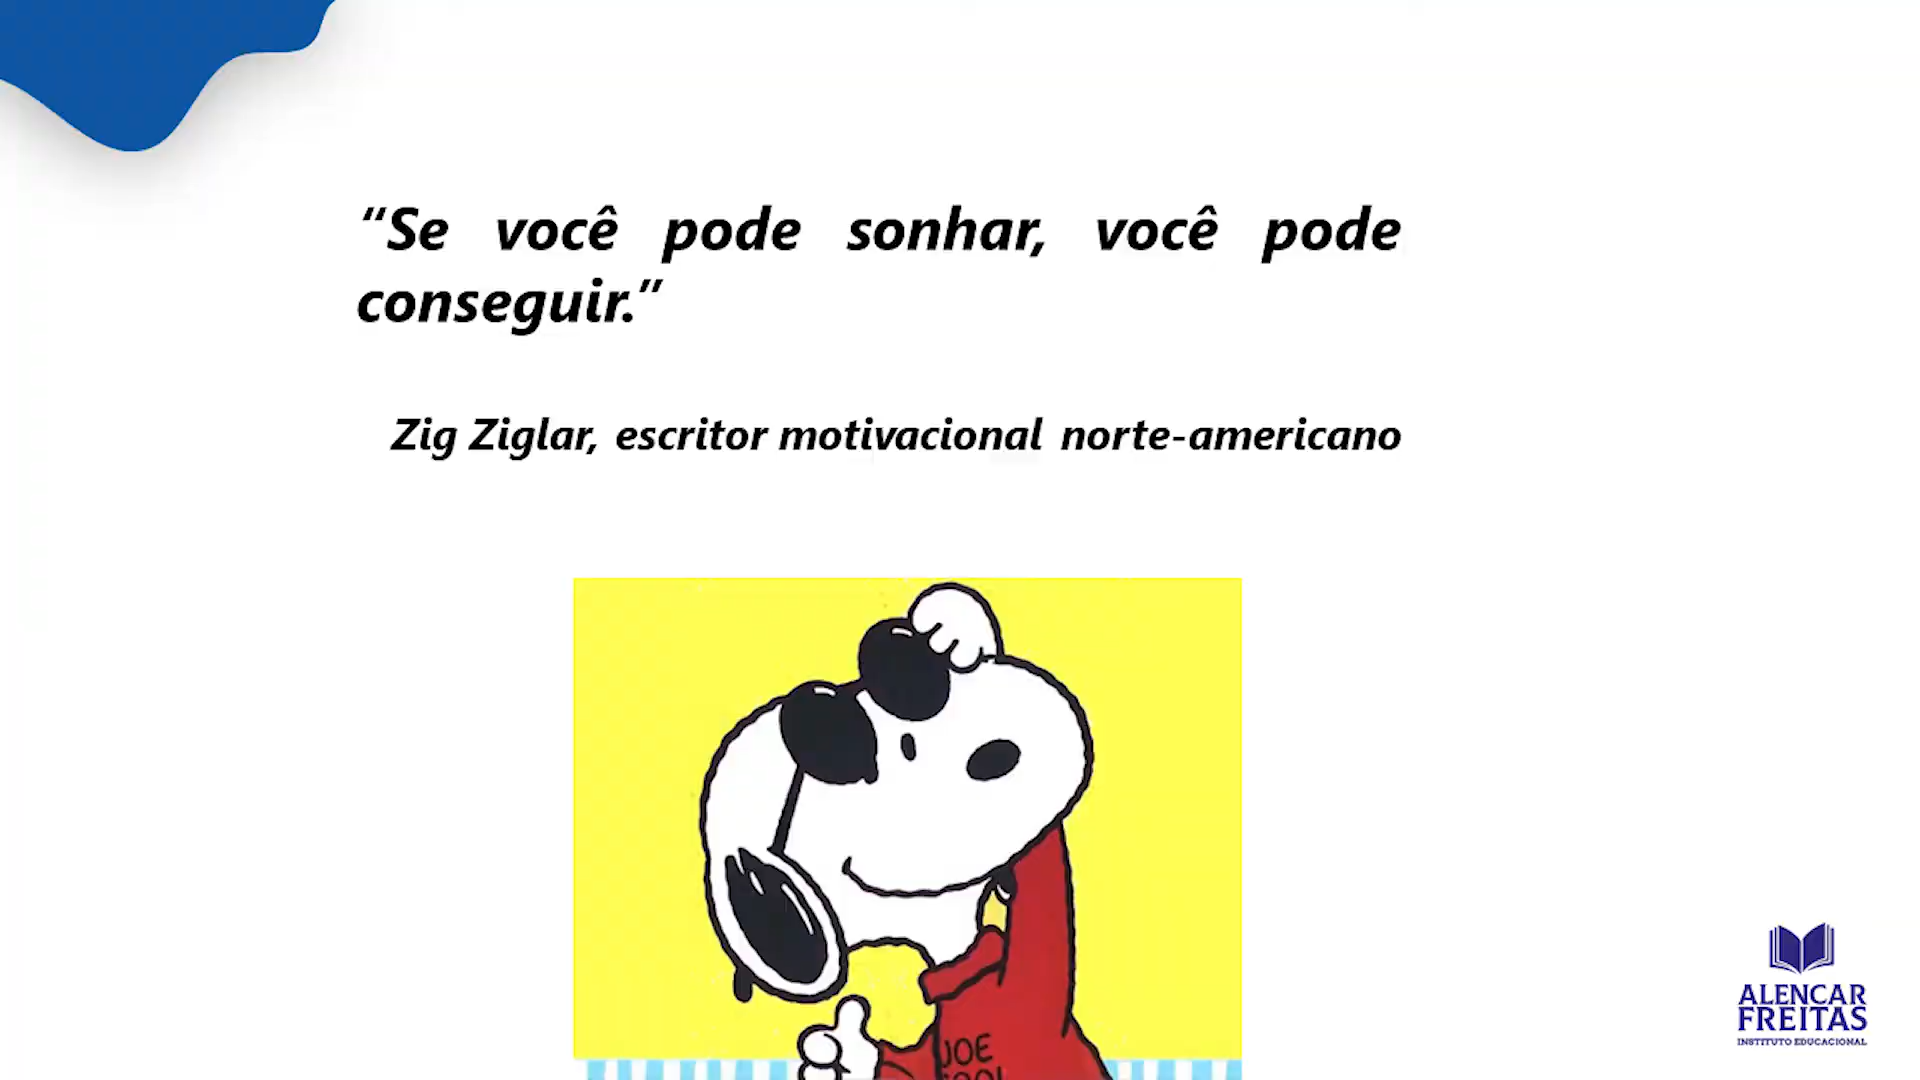 “Se você pode sonhar, você pode
conseguir.”
Zig Ziglar, escritor motivacional norte-americano
JOE
ALENCAR
FREITAS
INSTITUTO EDUCACIONAL